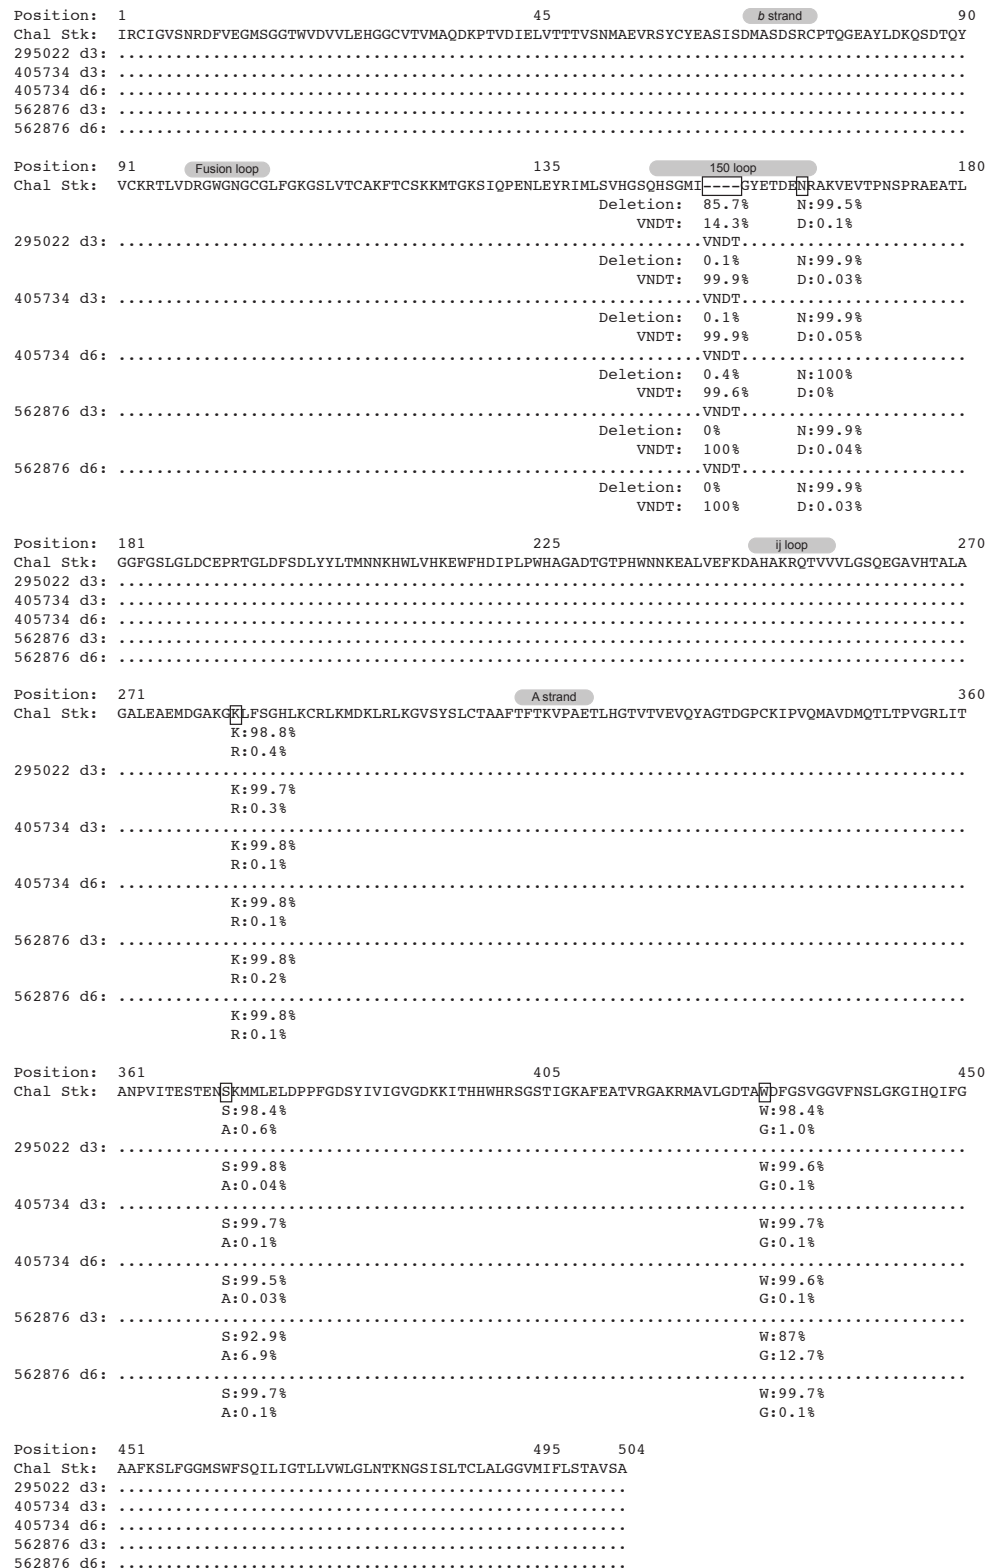 Position: 1 45 b strand 90
Chal Stk: IRCIGVSNRDFVEGMSGGTWVDVVLEHGGCVTVMAQDKPTVDIELVTTTVSNMAEVRSYCYEASISDMASDSRCPTQGEAYLDKQSDTQY
295022 d3: ..........................................................................................
405734 d3: ..........................................................................................
405734 d6: ..........................................................................................
562876 d3: ..........................................................................................
562876 d6: ..........................................................................................
Position: 91 Fusion loop 135 150 loop 180
Chal Stk: VCKRTLVDRGWGNGCGLFGKGSLVTCAKFTCSKKMTGKSIQPENLEYRIMLSVHGSQHSGMI----GYETDENRAKVEVTPNSPRAEATL
Deletion: 85.7% N:99.5%
VNDT: 14.3% D:0.1%
295022 d3: ..............................................................VNDT........................
Deletion: 0.1% N:99.9%
VNDT: 99.9% D:0.03%
405734 d3: ..............................................................VNDT........................
Deletion: 0.1% N:99.9%
VNDT: 99.9% D:0.05%
405734 d6: ..............................................................VNDT........................
Deletion: 0.4% N:100%
VNDT: 99.6% D:0%
562876 d3: ..............................................................VNDT........................
Deletion: 0% N:99.9%
VNDT: 100% D:0.04%
562876 d6: ..............................................................VNDT........................
Deletion: 0% N:99.9%
VNDT: 100% D:0.03%
Position: 181 225 ij loop 270
Chal Stk: GGFGSLGLDCEPRTGLDFSDLYYLTMNNKHWLVHKEWFHDIPLPWHAGADTGTPHWNNKEALVEFKDAHAKRQTVVVLGSQEGAVHTALA
295022 d3: ..........................................................................................
405734 d3: ..........................................................................................
405734 d6: ..........................................................................................
562876 d3: ..........................................................................................
562876 d6: ..........................................................................................
Position: 271 A strand 360
Chal Stk: GALEAEMDGAKGKLFSGHLKCRLKMDKLRLKGVSYSLCTAAFTFTKVPAETLHGTVTVEVQYAGTDGPCKIPVQMAVDMQTLTPVGRLIT
K:98.8%
R:0.4%
295022 d3: ..........................................................................................
K:99.7%
R:0.3%
405734 d3: ..........................................................................................
K:99.8%
R:0.1%
405734 d6: ..........................................................................................
K:99.8%
R:0.1%
562876 d3: ..........................................................................................
K:99.8%
R:0.2%
562876 d6: ..........................................................................................
K:99.8%
R:0.1%
Position: 361 405 450
Chal Stk: ANPVITESTENSKMMLELDPPFGDSYIVIGVGDKKITHHWHRSGSTIGKAFEATVRGAKRMAVLGDTAWDFGSVGGVFNSLGKGIHQIFG
S:98.4% W:98.4%
A:0.6% G:1.0%
295022 d3: ..........................................................................................
S:99.8% W:99.6%
A:0.04% G:0.1%
405734 d3: ..........................................................................................
S:99.7% W:99.7%
A:0.1% G:0.1%
405734 d6: ..........................................................................................
S:99.5% W:99.6%
A:0.03% G:0.1%
562876 d3: ..........................................................................................
S:92.9% W:87%
A:6.9% G:12.7%
562876 d6: ..........................................................................................
S:99.7% W:99.7%
A:0.1% G:0.1%
Position: 451 495 504
Chal Stk: AAFKSLFGGMSWFSQILIGTLLVWLGLNTKNGSISLTCLALGGVMIFLSTAVSA
295022 d3: ......................................................
405734 d3: ......................................................
405734 d6: ......................................................
562876 d3: ......................................................
562876 d6: ......................................................